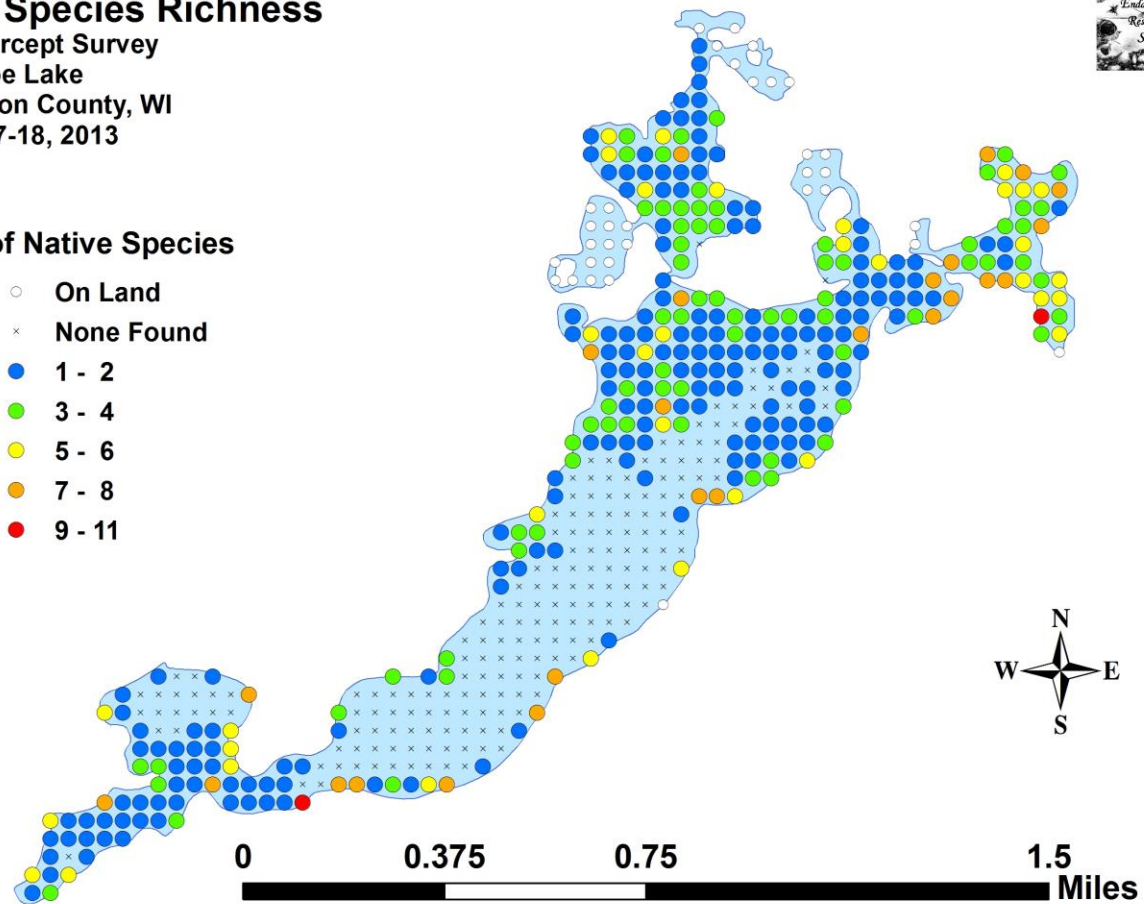 Species Richness
rcept Survey
e Lake
on County, WI
7-18, 2013
of Native Species
On Land
None Found
1 - 2
3 - 4
5 - 6
7 - 8
9 - 11
N
W E
S
0 0.375 0.75 1.5
Miles